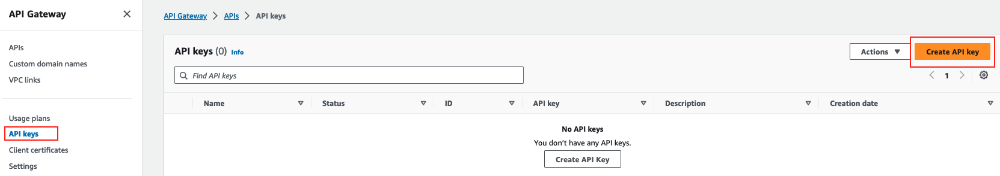 API Gateway
APIs
Custom domain names
VPC links
Usage plans
API keys
Client certificates
Settings
API Gateway > APIs > API keys
API keys (0) Info
Actions Create API key
Find API keys
1
Name Status ID API key Description Creation date
No API keys
You don't have any API keys.
Create API Key